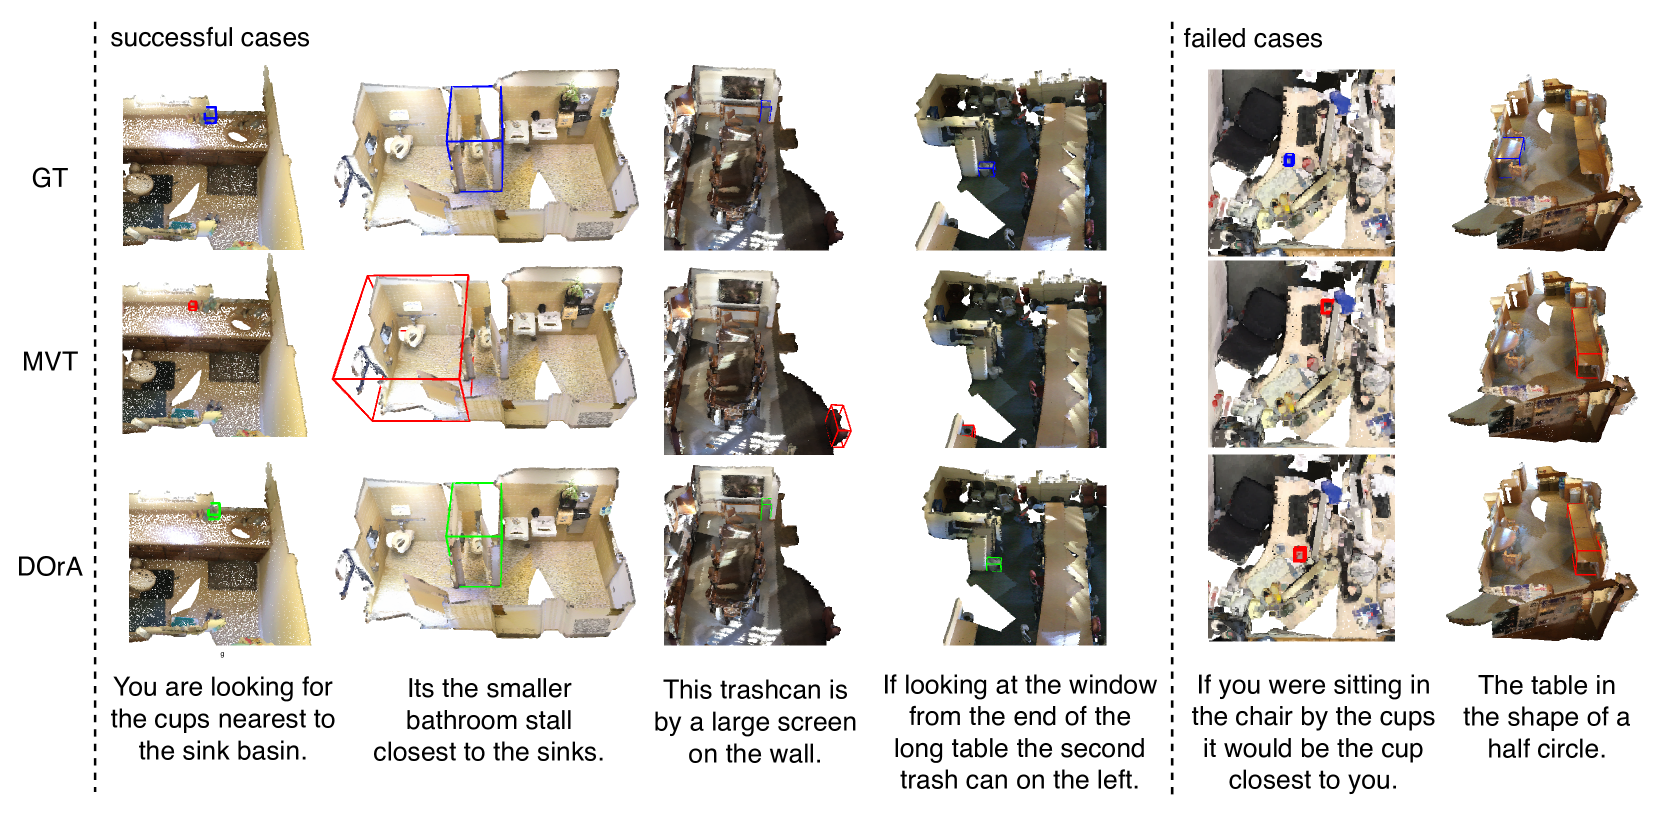 successful cases
failed cases
GT
MVT
DOrA
g
You are looking for
the cups nearest to
the sink basin.
Its the smaller
bathroom stall
closest to the sinks.
This trashcan is
by a large screen
on the wall.
If looking at the window
from the end of the
long table the second
trash can on the left.
If you were sitting in
the chair by the cups
it would be the cup
closest to you.
The table in
the shape of a
half circle.